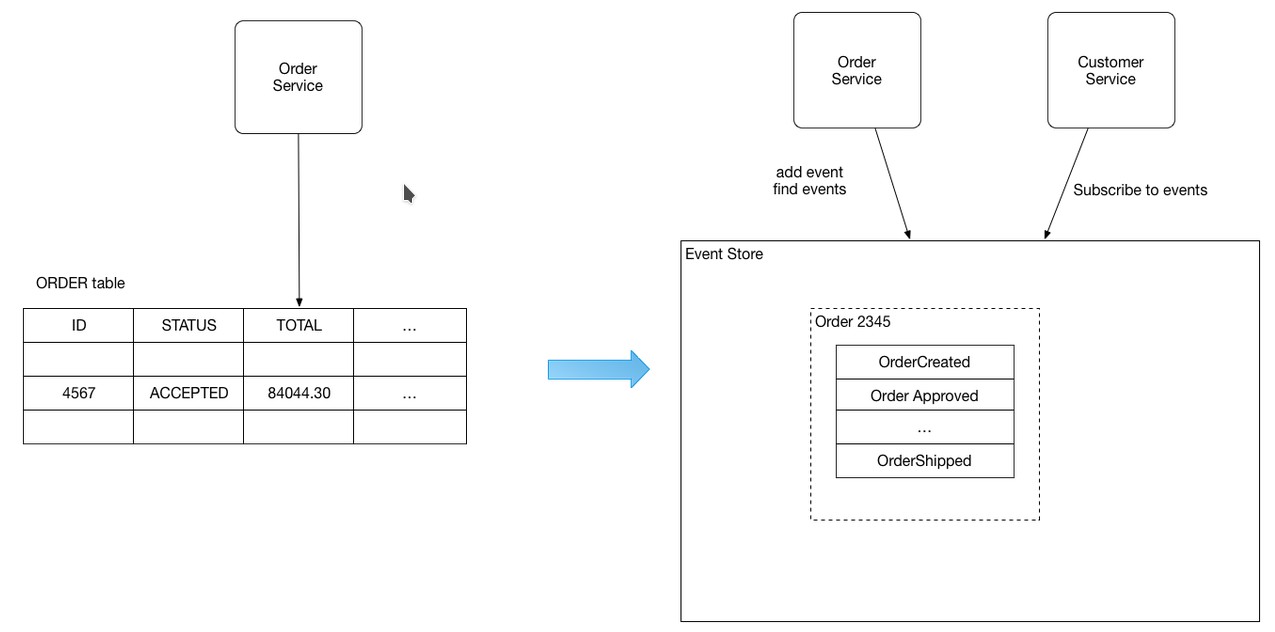 Order
Service
ORDER table
ID STATUS TOTAL ...
4567 ACCEPTED 84044.30 ...
Order
Service
Customer
Service
add event
find events
Subscribe to events
Event Store
Order 2345
OrderCreated
Order Approved
...
OrderShipped